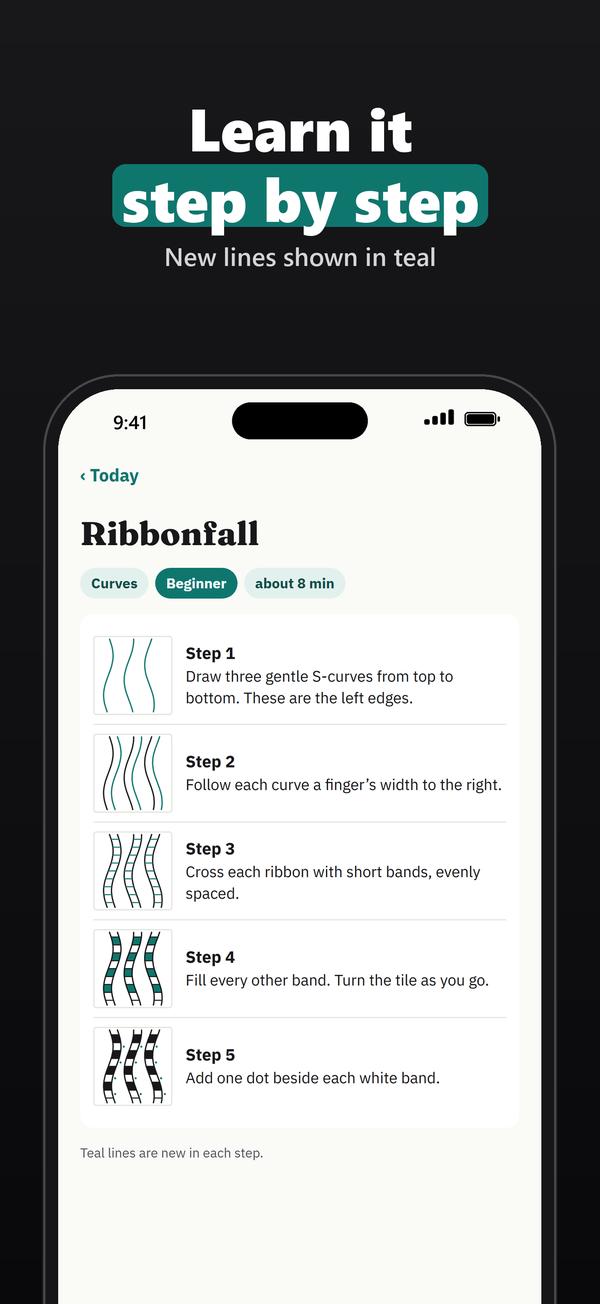 Learn it
step by step
New lines shown in teal
9:41
‹ Today
Ribbonfall
Curves
Beginner
about 8 min
Step 1
Draw three gentle S-curves from top to
bottom. These are the left edges.
Step 2
Follow each curve a finger’s width to the right.
Step 3
Cross each ribbon with short bands, evenly
spaced.
Step 4
Fill every other band. Turn the tile as you go.
Step 5
Add one dot beside each white band.
Teal lines are new in each step.